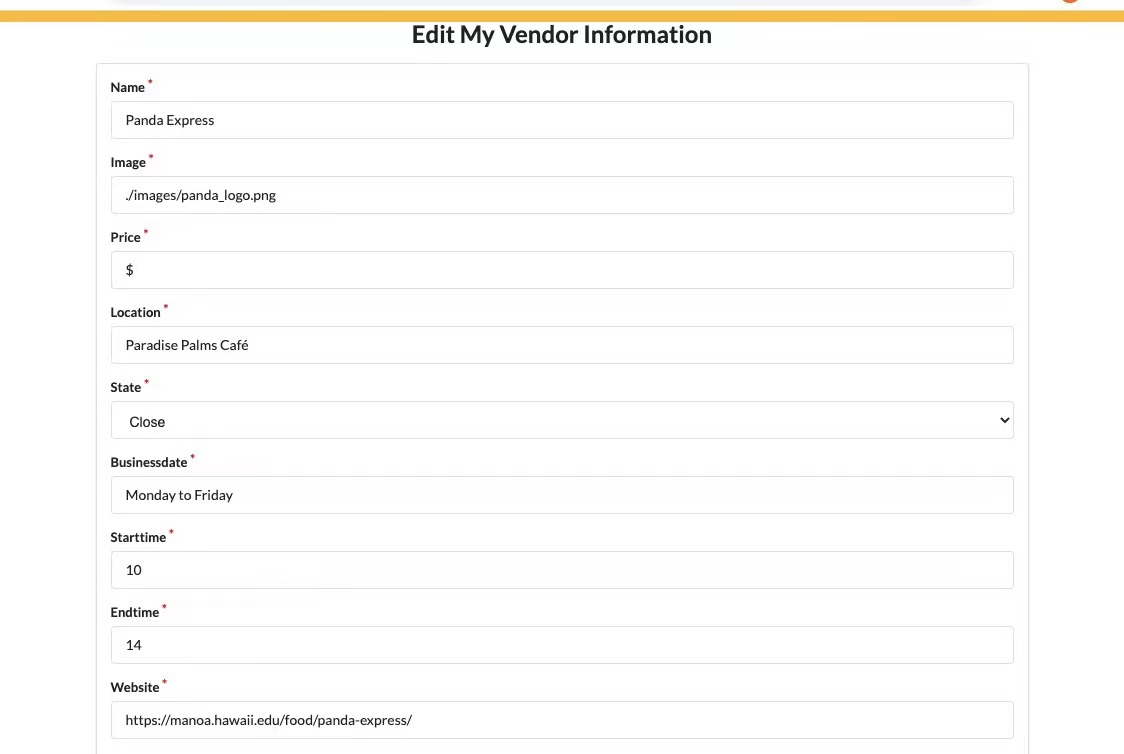 Edit My Vendor Information
Name *
Panda Express
Image *
./images/panda_logo.png
Price *
$
Location *
Paradise Palms Café
State *
Close
Businessdate *
Monday to Friday
Starttime *
10
Endtime *
14
Website *
https://manoa.hawaii.edu/food/panda-express/